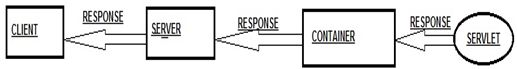 CLIENT
RESPONSE
SERVER
RESPONSE
CONTAINER
RESPONSE
SERVLET